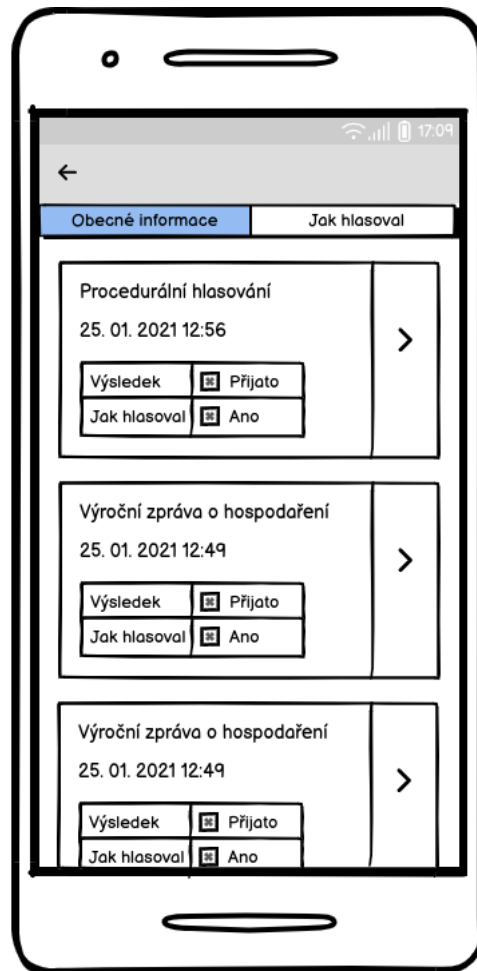 17:09
Obecné informace Jak hlasoval
Procedurální hlasování
25. 01. 2021 12:56
Výsledek Přijato
Jak hlasoval Ano
Výroční zpráva o hospodaření
25. 01. 2021 12:49
Výsledek Přijato
Jak hlasoval Ano
Výroční zpráva o hospodaření
25. 01. 2021 12:49
Výsledek Přijato
Jak hlasoval Ano